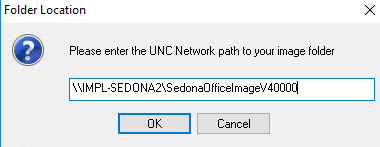 Folder Location
Please enter the UNC Network path to your image folder
\\IMPL-SEDONA2\SedonaOfficeImageV40000
OK
Cancel